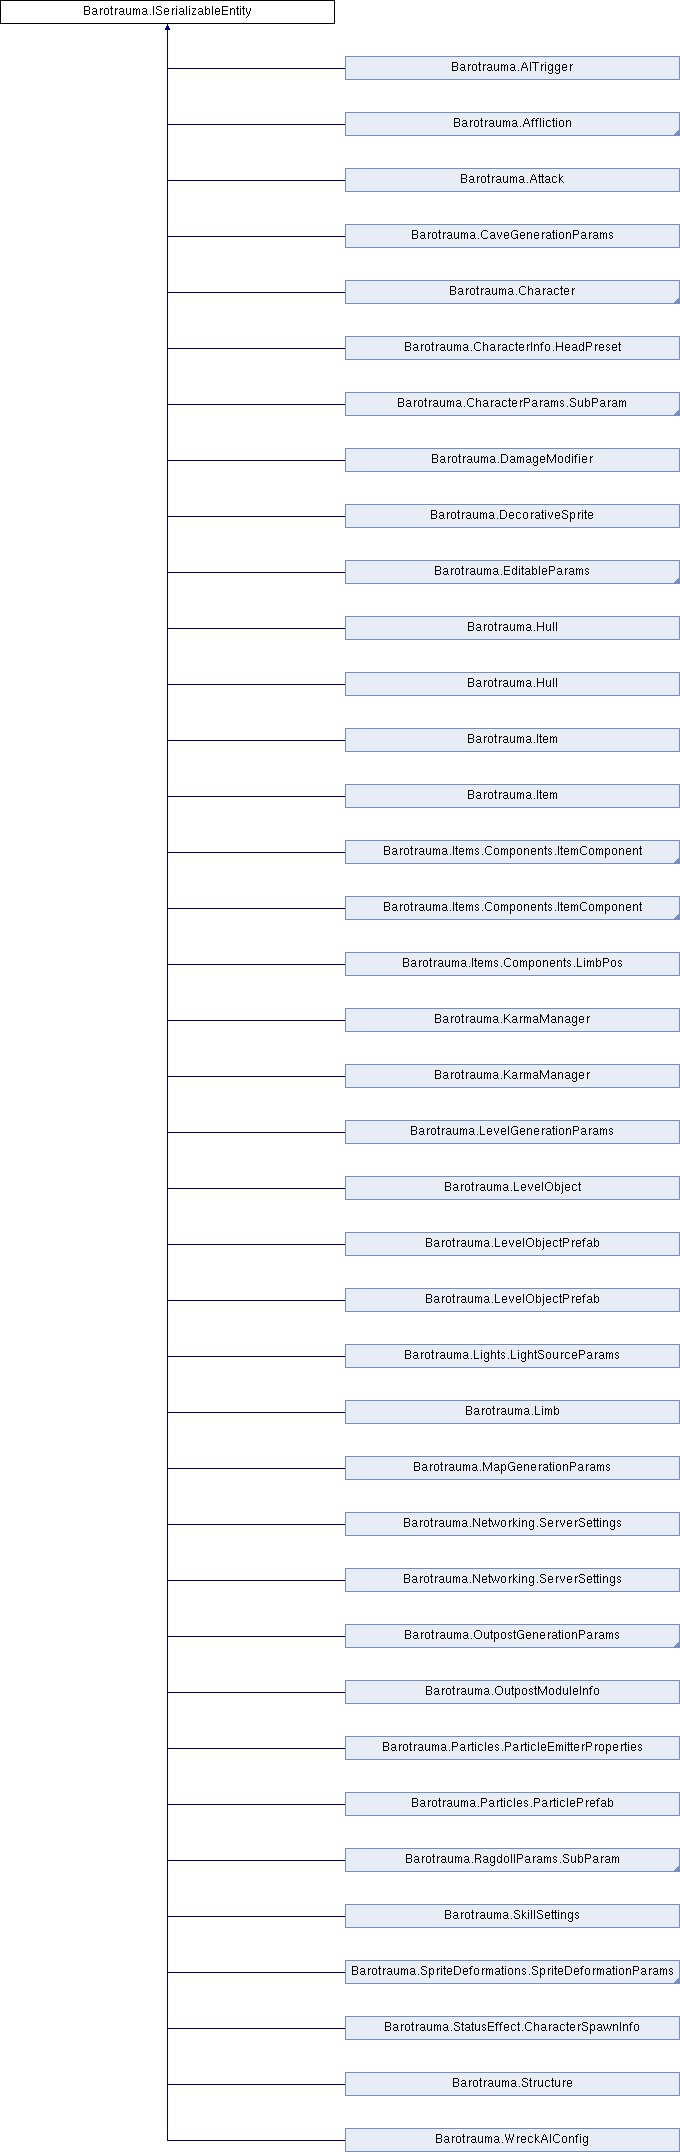 Barotrauma.ISerializableEntity
Barotrauma.AITrigger
Barotrauma.Affliction
Barotrauma.Attack
Barotrauma.CaveGenerationParams
Barotrauma.Character
Barotrauma.CharacterInfo.HeadPreset
Barotrauma.CharacterParams.SubParam
Barotrauma.DamageModifier
Barotrauma.DecorativeSprite
Barotrauma.EditableParams
Barotrauma.Hull
Barotrauma.Hull
Barotrauma.Item
Barotrauma.Item
Barotrauma.Items.Components.ItemComponent
Barotrauma.Items.Components.ItemComponent
Barotrauma.Items.Components.LimbPos
Barotrauma.KarmaManager
Barotrauma.KarmaManager
Barotrauma.LevelGenerationParams
Barotrauma.LevelObject
Barotrauma.LevelObjectPrefab
Barotrauma.LevelObjectPrefab
Barotrauma.Lights.LightSourceParams
Barotrauma.Limb
Barotrauma.MapGenerationParams
Barotrauma.Networking.ServerSettings
Barotrauma.Networking.ServerSettings
Barotrauma.OutpostGenerationParams
Barotrauma.OutpostModuleInfo
Barotrauma.Particles.ParticleEmitterProperties
Barotrauma.Particles.ParticlePrefab
Barotrauma.RagdollParams.SubParam
Barotrauma.SkillSettings
Barotrauma.SpriteDeformations.SpriteDeformationParams
Barotrauma.StatusEffect.CharacterSpawnInfo
Barotrauma.Structure
Barotrauma.WreckAIConfig